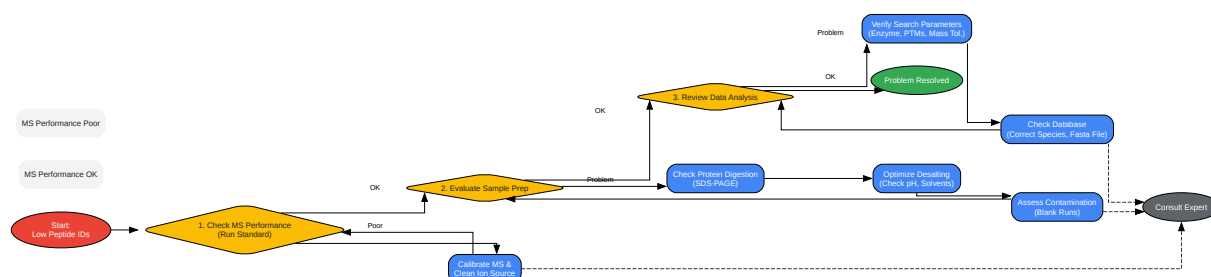 Verify Search Parameters
(Enzyme, PTMs, Mass Tol.)
Problem
OK
Problem Resolved
3. Review Data Analysis
OK
MS Performance Poor
Check Database
(Correct Species, Fasta File)
MS Performance OK
Check Protein Digestion
(SDS-PAGE)
Optimize Desalting
(Check pH, Solvents)
Problem
OK
2. Evaluate Sample Prep
Assess Contamination
(Blank Runs)
Consult Expert
Start:
Low Peptide IDs
1. Check MS Performance
(Run Standard)
Poor
Calibrate MS &
Clean Ion Source